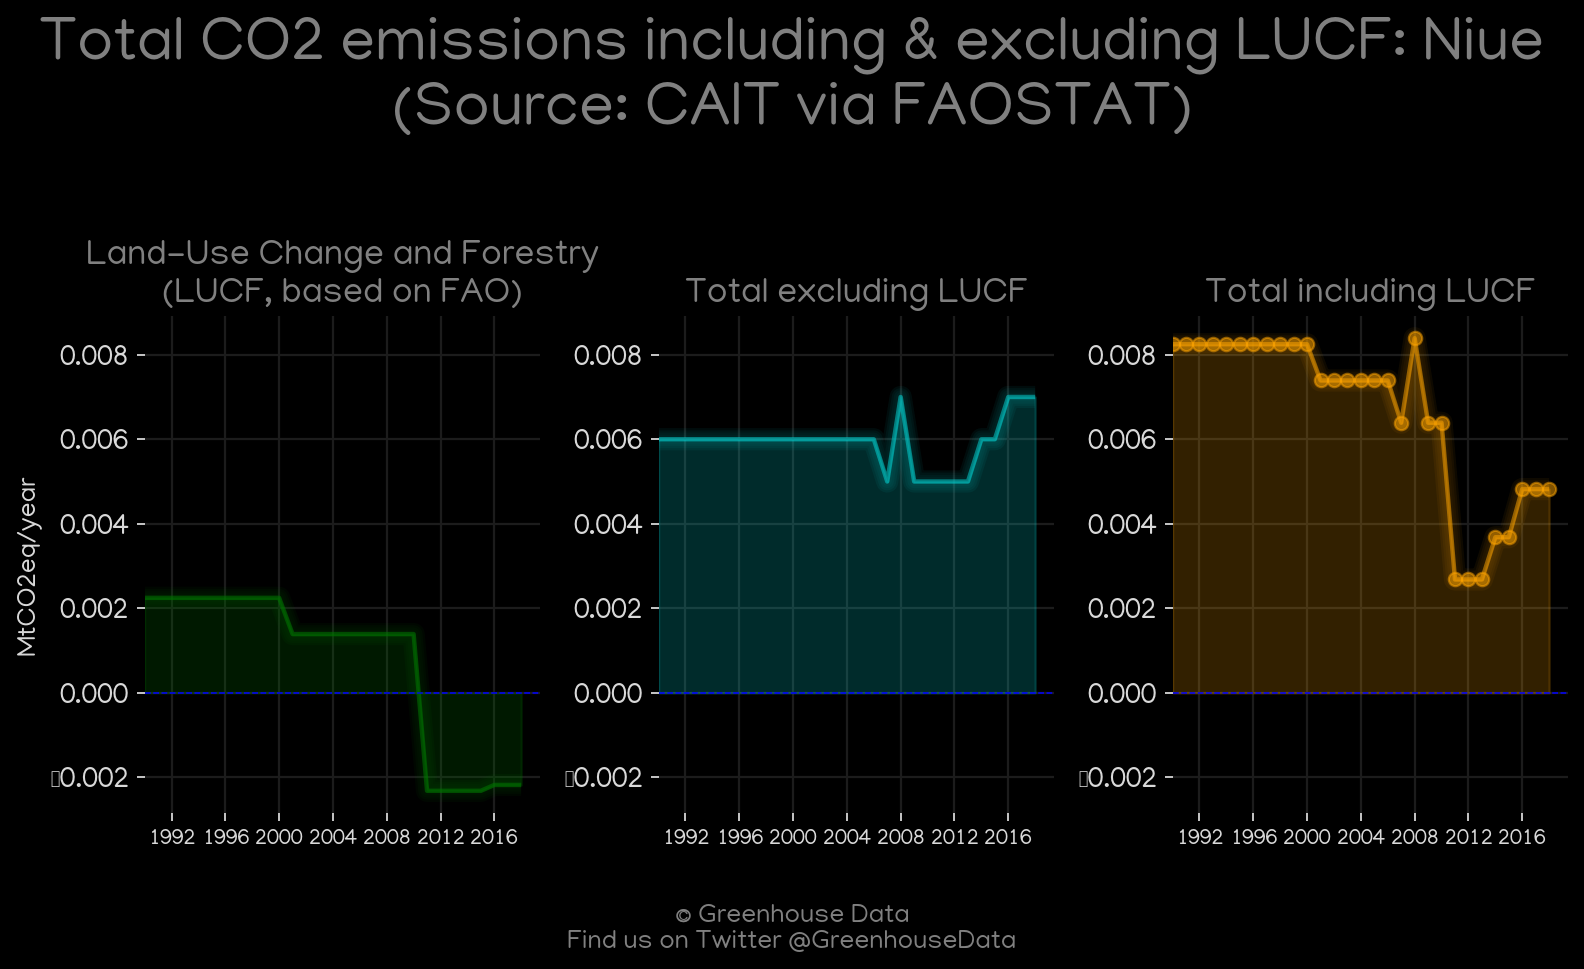 Total CO2 emissions including & excluding LUCF: Niue
(Source: CAIT via FAOSTAT)
Land-Use Change and Forestry
(LUCF, based on FAO)
Total excluding LUCF
Total including LUCF
MtCO2eq/year
0.008
0.006
0.004
0.002
0.000
▯0.002
1992 1996 2000 2004 2008 2012 2016
0.008
0.006
0.004
0.002
0.000
▯0.002
1992 1996 2000 2004 2008 2012 2016
0.008
0.006
0.004
0.002
0.000
▯0.002
1992 1996 2000 2004 2008 2012 2016
© Greenhouse Data
Find us on Twitter @GreenhouseData